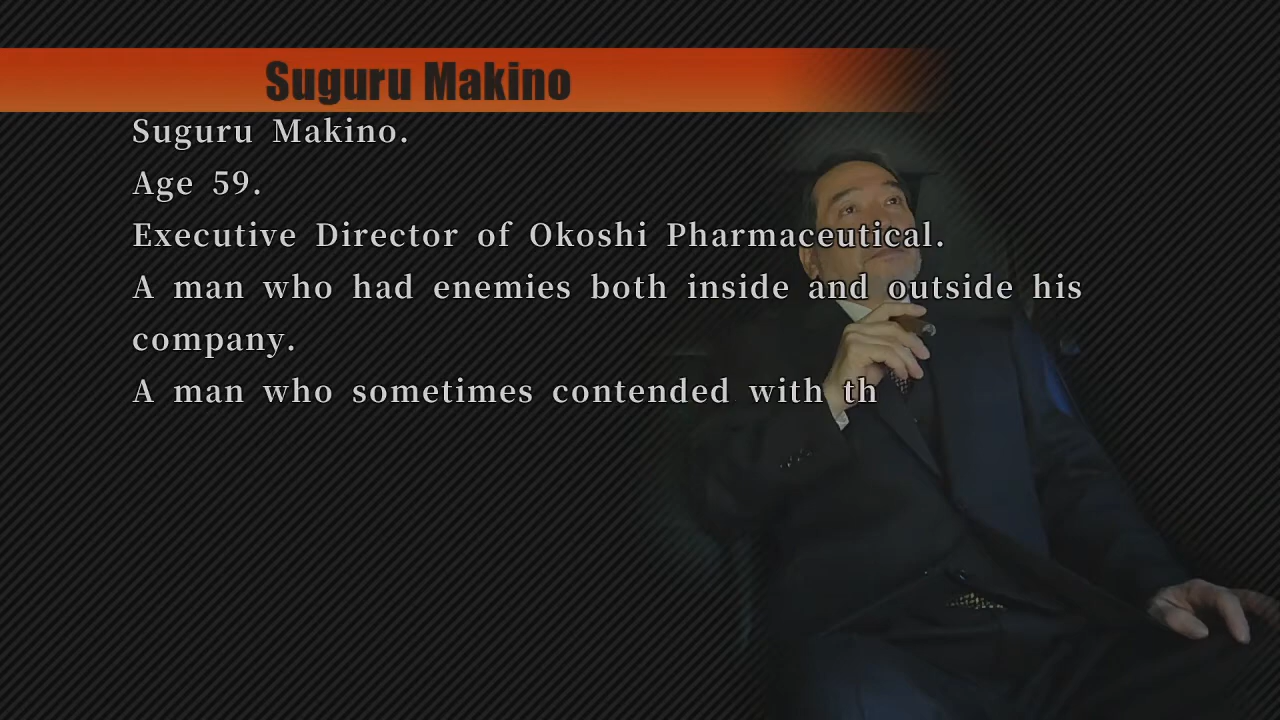 Suguru Makino
Suguru Makino.
Age 59.
Executive Director of Okoshi Pharmaceutical.
A man who had enemies both inside and outside his
company.
A man who sometimes contended with th